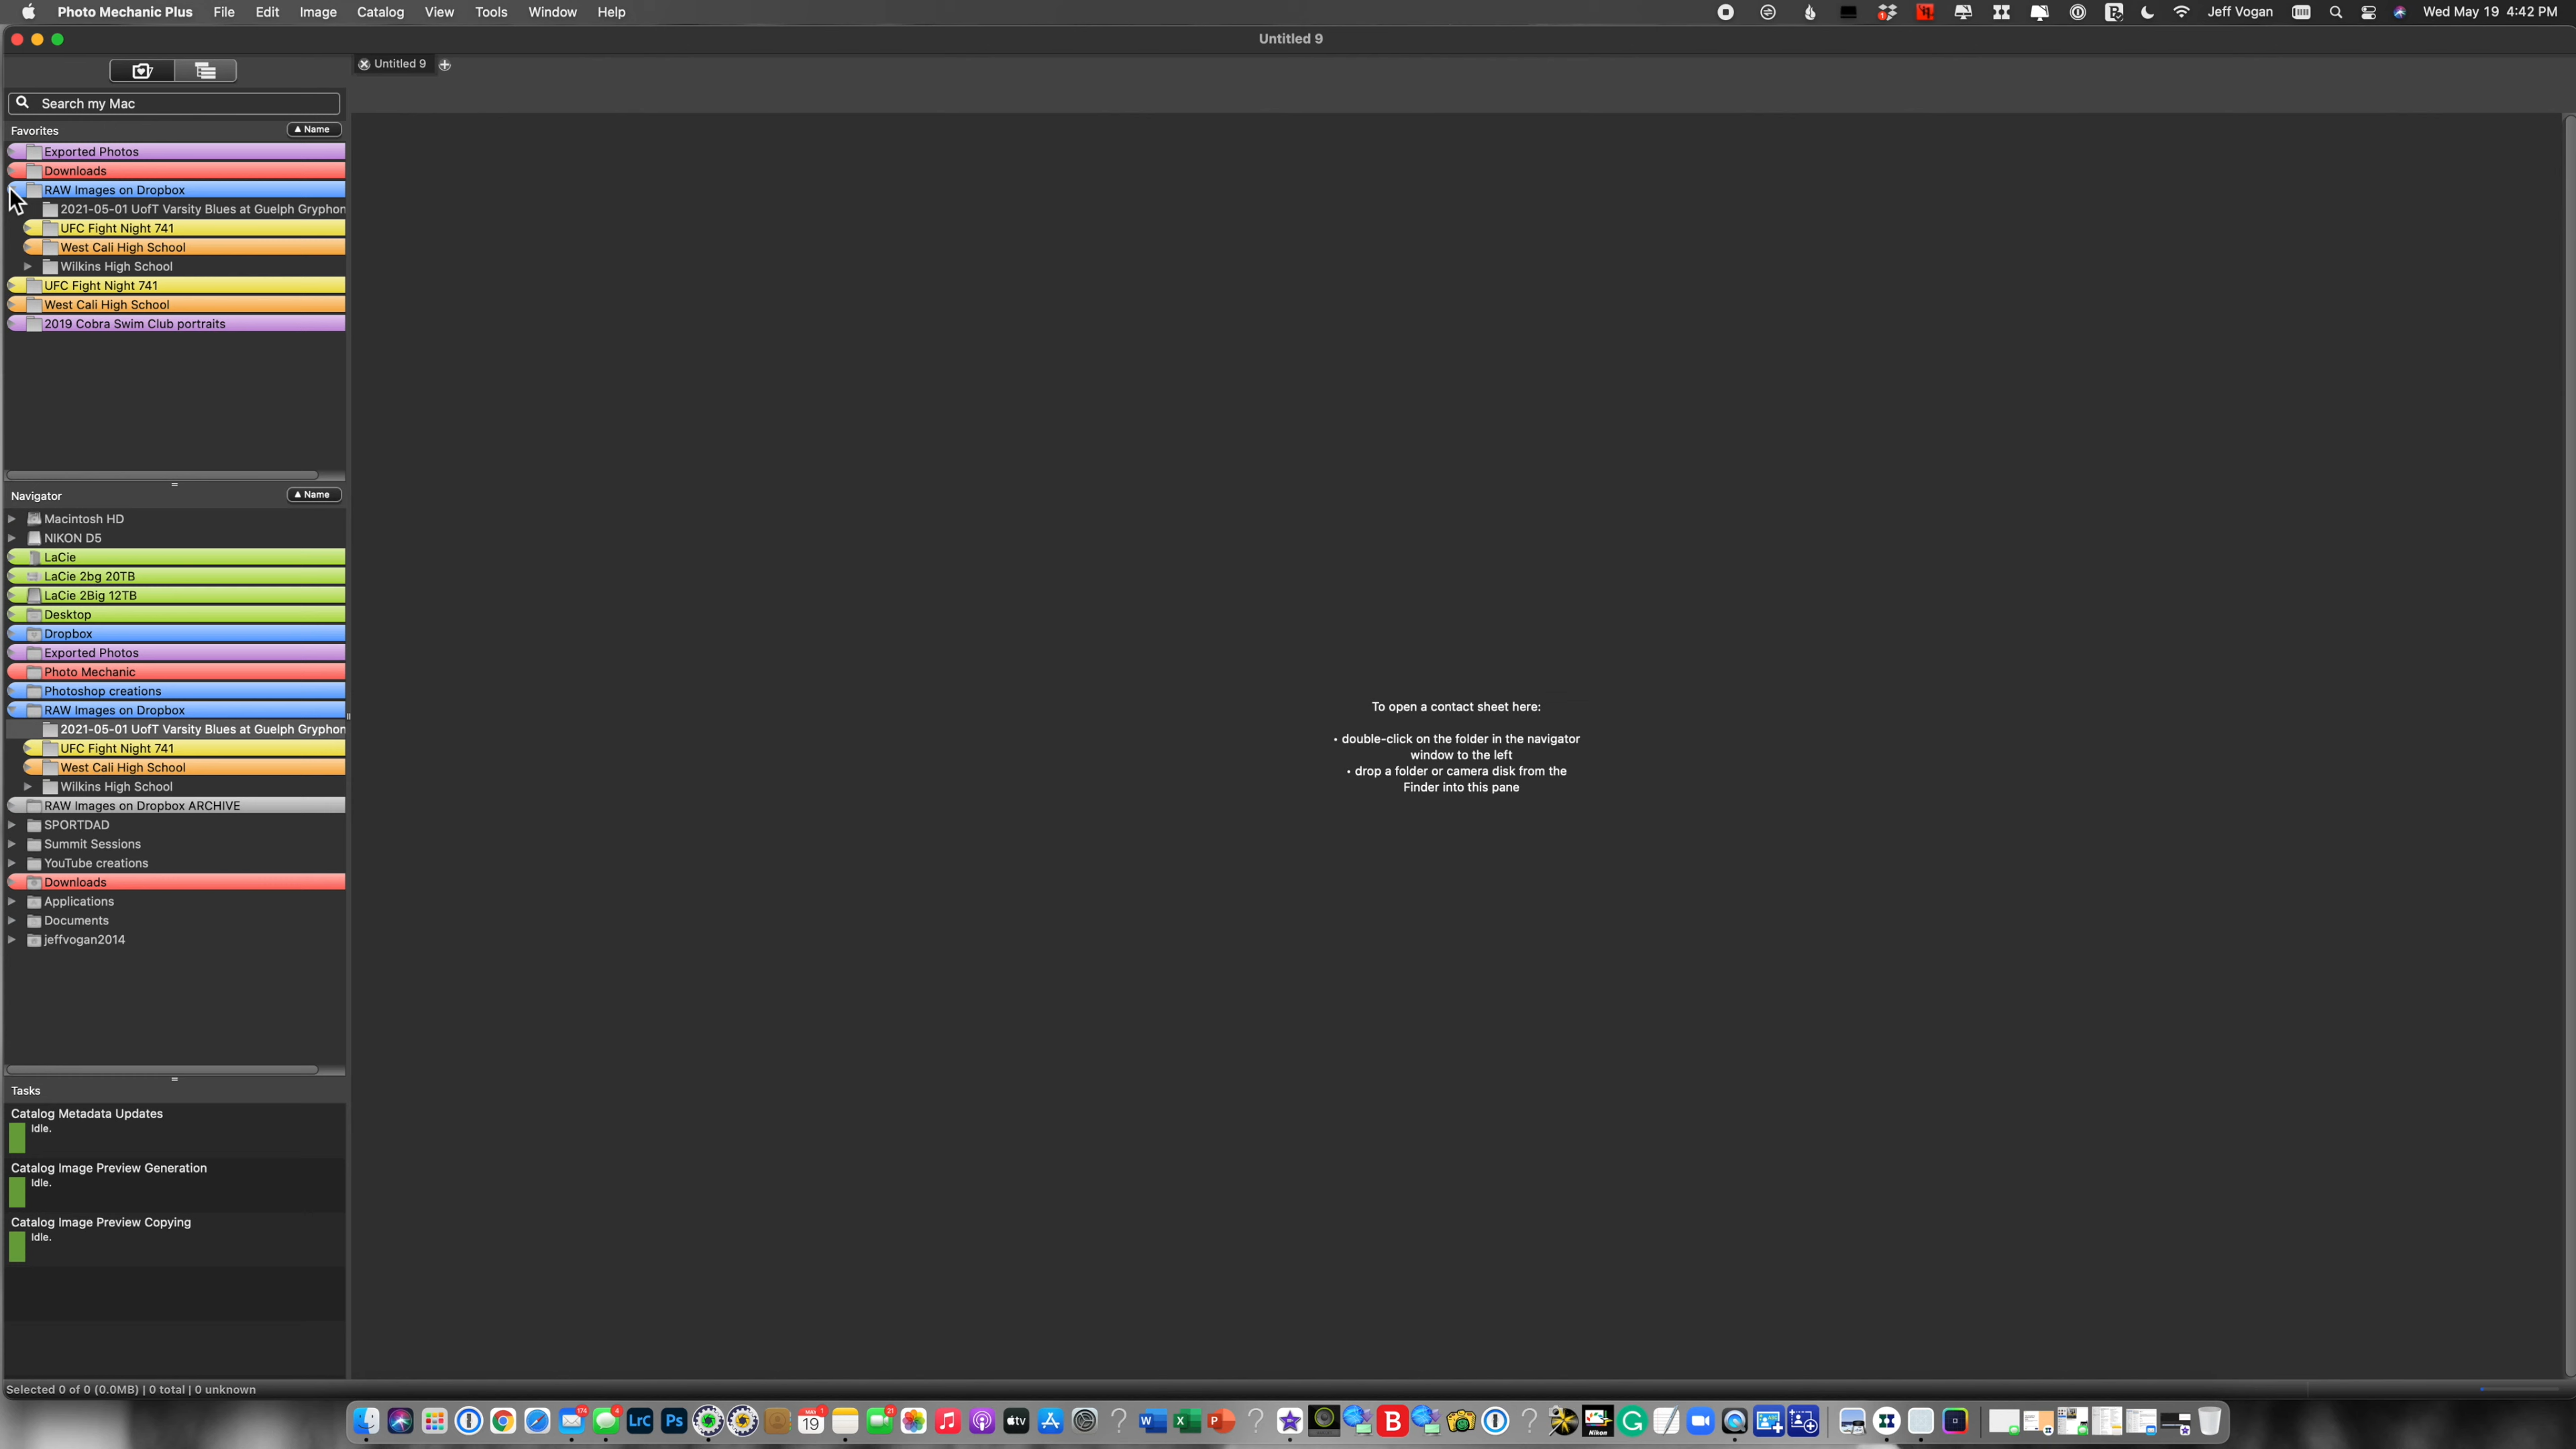 Photo Mechanic Plus File Edit Image Catalog View Tools Window Help
Jeff Vogan Wed May 19 4:42 PM
Untitled 9
Untitled 9
Search my Mac
Favorites Name
Exported Photos
Downloads
RAW Images on Dropbox
2021-05-01 UofT Varsity Blues at Guelph Gryphon
UFC Fight Night 741
West Cali High School
Wilkins High School
UFC Fight Night 741
West Cali High School
2019 Cobra Swim Club portraits
Navigator Name
Macintosh HD
NIKON D5
LaCie
LaCie 2bg 20TB
LaCie 2Big 12TB
Desktop
Dropbox
Exported Photos
Photo Mechanic
Photoshop creations
RAW Images on Dropbox
2021-05-01 UofT Varsity Blues at Guelph Gryphon
UFC Fight Night 741
West Cali High School
Wilkins High School
RAW Images on Dropbox ARCHIVE
SPORTDAD
Summit Sessions
YouTube creations
Downloads
Applications
Documents
jeffvogan2014
To open a contact sheet here:
• double-click on the folder in the navigator
window to the left
• drop a folder or camera disk from the
Finder into this pane
Tasks
Catalog Metadata Updates
Idle.
Catalog Image Preview Generation
Idle.
Catalog Image Preview Copying
Idle.
Selected 0 of 0 (0.0MB) | 0 total | 0 unknown
174 4 LrC Ps 19 21 tv W X P B Nikon